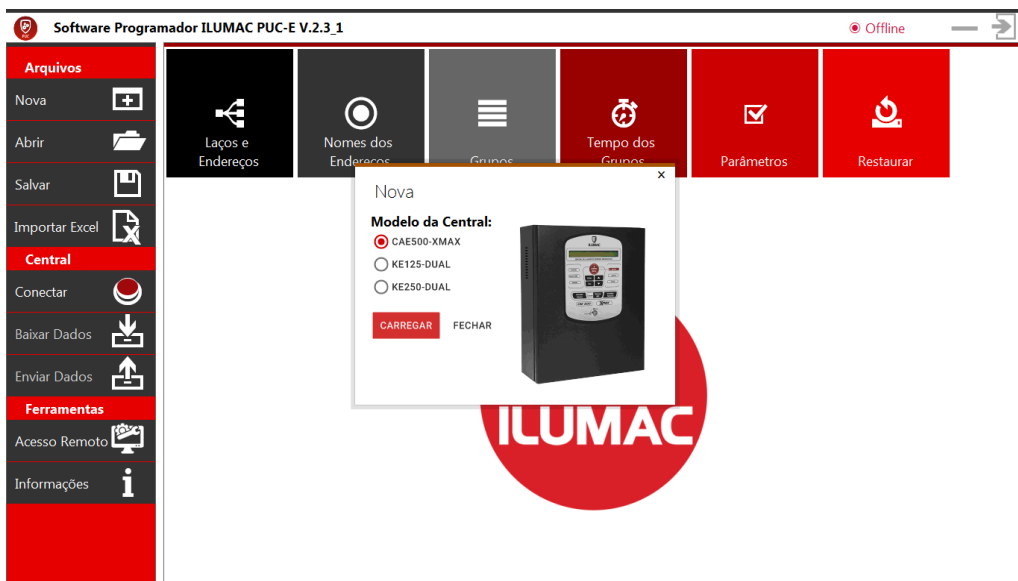 Software Programador ILUMAC PUC-E V.2.3_1
Offline
Arquivos
Nova
Abrir
Salvar
Importar Excel
Central
Conectar
Baixar Dados
Enviar Dados
Ferramentas
Acesso Remoto
Informações
Laços e
Endereços
Nomes dos
Endereços
Grupos
Tempo dos
Grupos
Parâmetros
Restaurar
x
Nova
Modelo da Central:
CAE500-XMAX
KE125-DUAL
KE250-DUAL
CARREGAR
FECHAR
ILUMAC